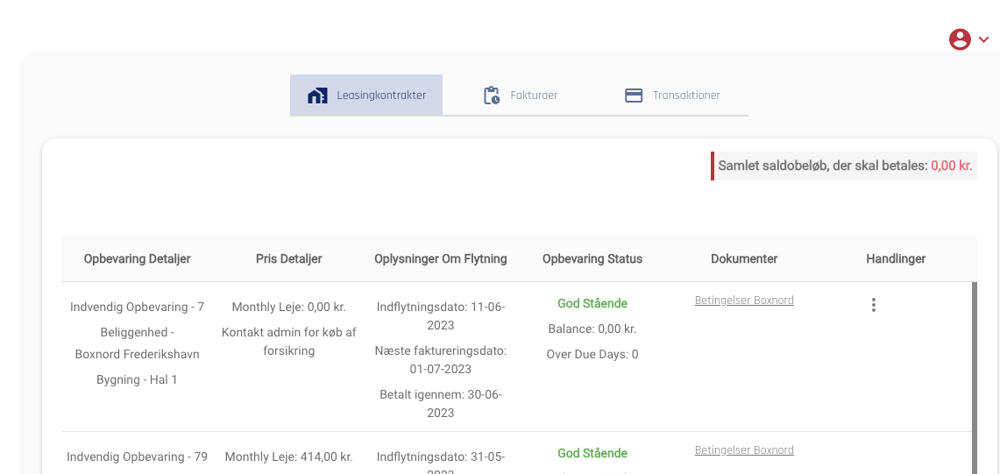 Leasingkontrakter Fakturaer Transaktioner
Samlet saldobeløb, der skal betales: 0,00 kr.
Opbevaring Detaljer Pris Detaljer Oplysninger Om Flytning Opbevaring Status Dokumenter Handlinger
Indvendig Opbevaring - 7
Beliggenhed -
Boxnord Frederikshavn
Bygning - Hal 1
Monthly Leje: 0,00 kr.
Kontakt admin for køb af
forsikring
Indflytningsdato: 11-06-
2023
Næste faktureringsdato:
01-07-2023
Betalt igennem: 30-06-
2023
God Stående
Balance: 0,00 kr.
Over Due Days: 0
Betingelser Boxnord
Indvendig Opbevaring - 79
Monthly Leje: 414,00 kr.
Indflytningsdato: 31-05-
2023
God Stående
Betingelser Boxnord